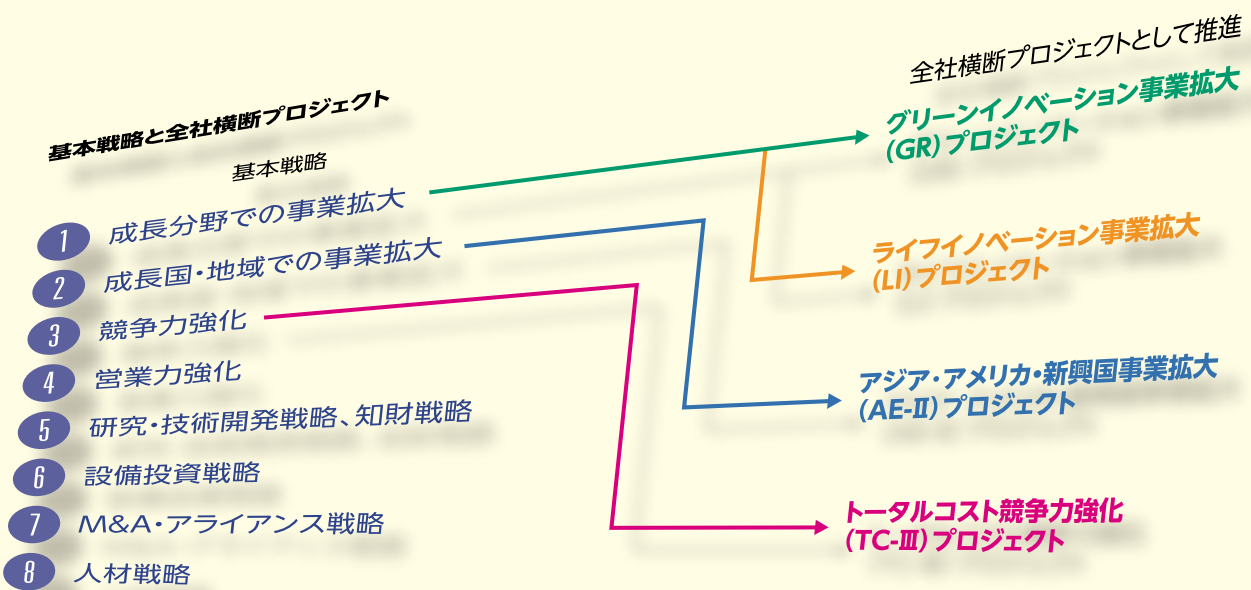 基本戦略と全社横断プロジェクト
基本戦略
1 成長分野での事業拡大
2 成長国・地域での事業拡大
3 競争力強化
4 営業力強化
5 研究・技術開発戦略、知財戦略
6 設備投資戦略
7 M&A・アライアンス戦略
8 人材戦略
全社横断プロジェクトとして推進
グリーンイノベーション事業拡大
(GR)プロジェクト
ライフイノベーション事業拡大
(LI)プロジェクト
アジア・アメリカ・新興国事業拡大
(AE-Ⅱ)プロジェクト
トータルコスト競争力強化
(TC-Ⅲ)プロジェクト